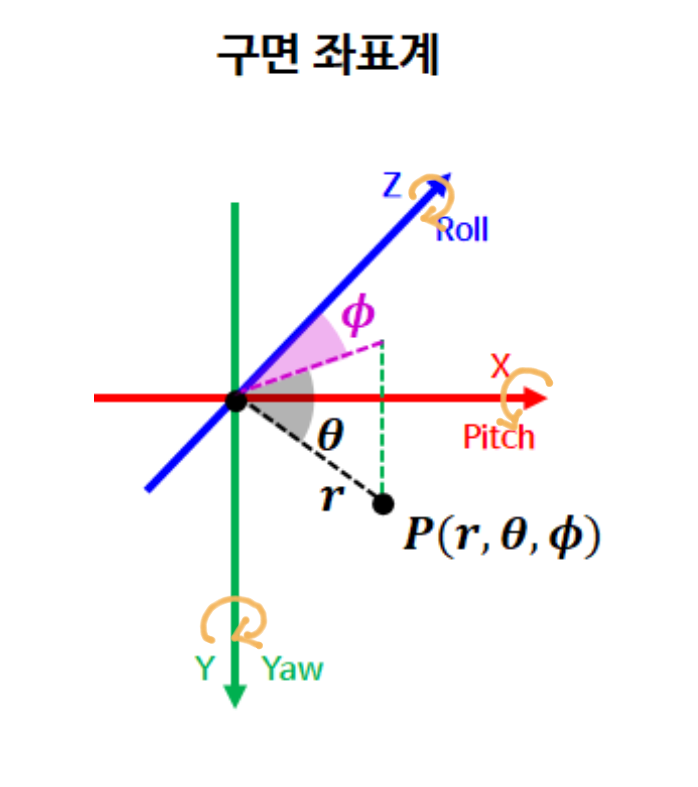 구면 좌표계
Z
Roll
ϕ
X
Pitch
θ
r
P(r, θ, ϕ)
Y Yaw